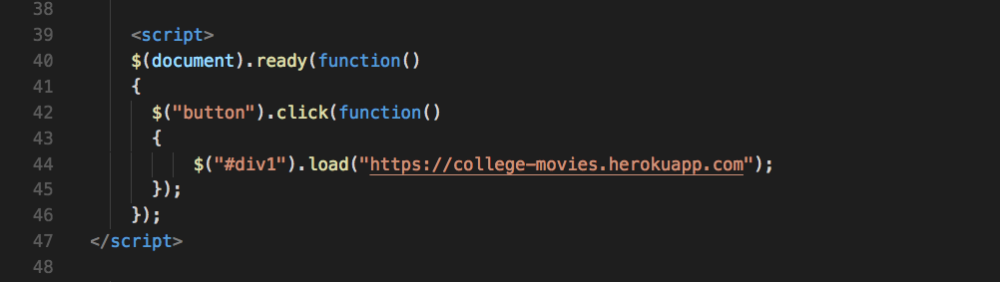 38
39 <script>
40 $(document).ready(function()
41 {
42 $("button").click(function()
43 {
44 $("#div1").load("https://college-movies.herokuapp.com");
45 });
46 });
47 </script>
48